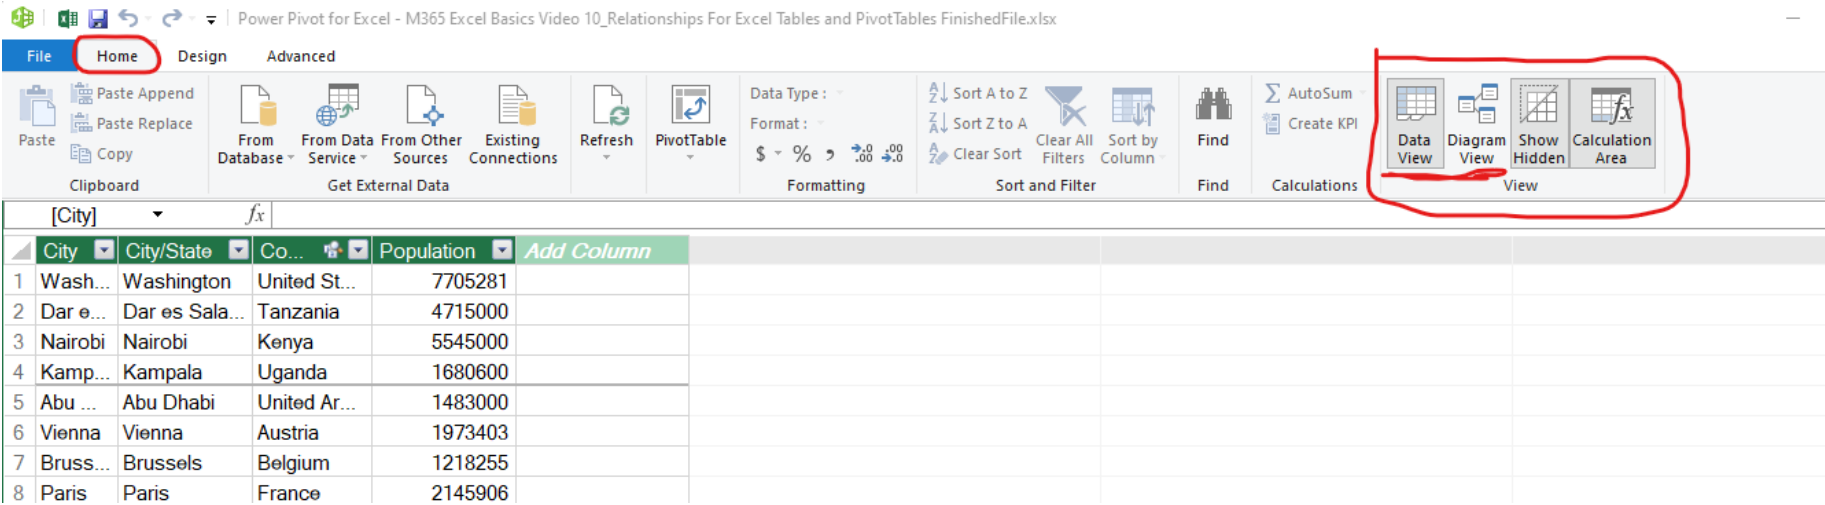 Power Pivot for Excel - M365 Excel Basics Video 10_Relationships For Excel Tables and PivotTables FinishedFile.xlsx
File Home Design Advanced
Paste
Paste Append
Paste Replace
Copy
Clipboard
From Database
From Data Service
From Other Sources
Existing Connections
Get External Data
Refresh
PivotTable
Data Type :
Format :
$ % , .00 .00
Formatting
Sort A to Z
Sort Z to A
Clear Sort
Clear All Filters
Sort by Column
Sort and Filter
Find
Find
AutoSum
Create KPI
Calculations
Data View
Diagram View
Show Hidden
Calculation Area
View
[City] fx
City City/State Co... Population Add Column
1 Wash... Washington United St... 7705281
2 Dar e... Dar es Sala... Tanzania 4715000
3 Nairobi Nairobi Kenya 5545000
4 Kamp... Kampala Uganda 1680600
5 Abu ... Abu Dhabi United Ar... 1483000
6 Vienna Vienna Austria 1973403
7 Bruss... Brussels Belgium 1218255
8 Paris Paris France 2145906